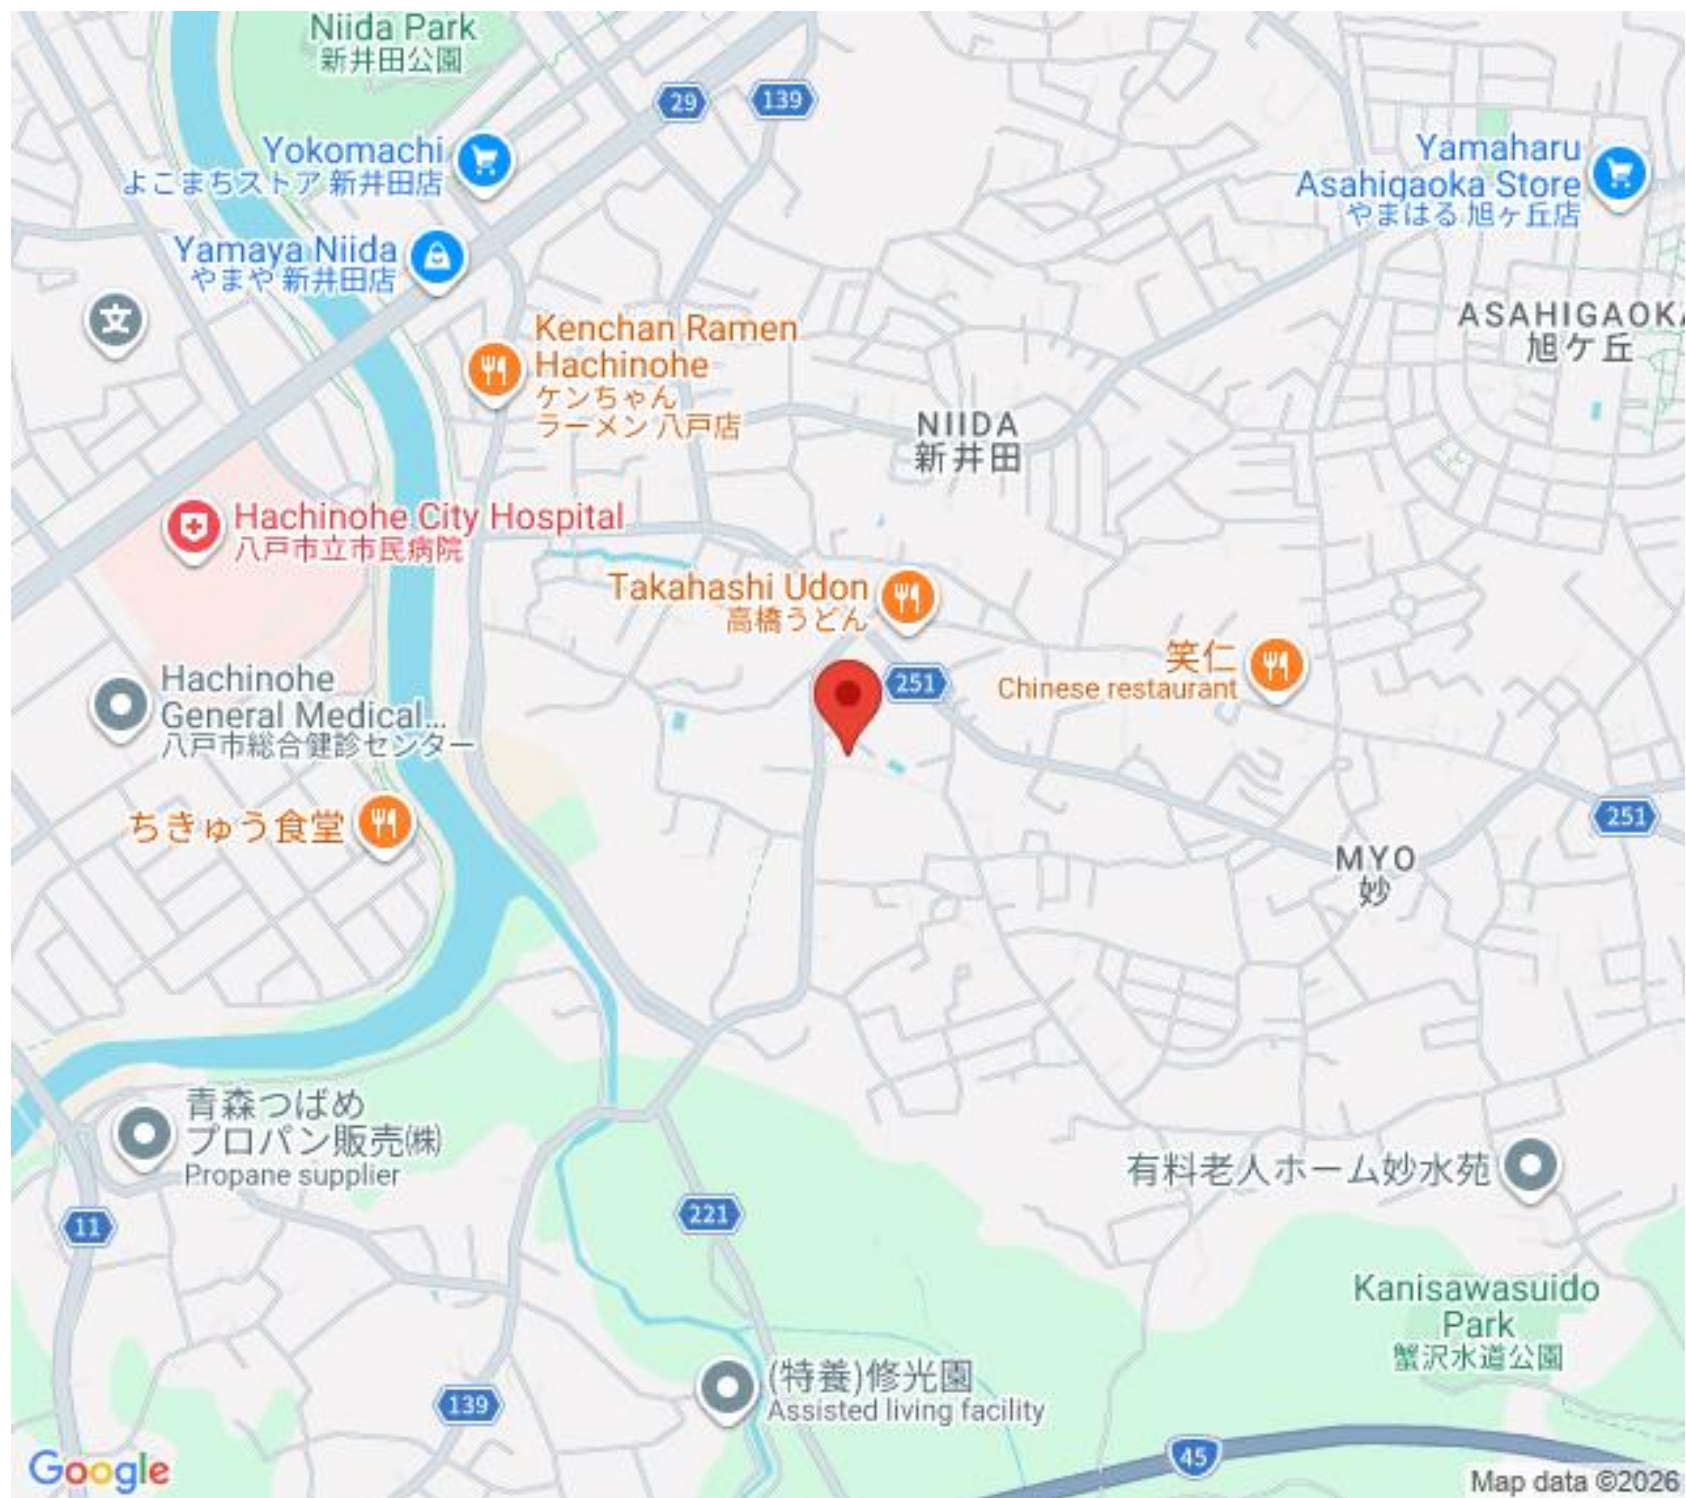 Niida Park
新井田公園
29
139
Yokomachi
よこまちストア 新井田店
Yamaharu
Asahigaoka Store
やまはる 旭ヶ丘店
Yamaya Niida
やまや 新井田店
文
ASAHIGAOKA
旭ケ丘
Kenchan Ramen
Hachinohe
ケンちゃん
ラーメン 八戸店
NIIDA
新井田
Hachinohe City Hospital
八戸市立市民病院
Takahashi Udon
高橋うどん
笑仁
Chinese restaurant
251
Hachinohe
General Medical...
八戸市総合健診センター
ちきゅう食堂
251
MYO
妙
青森つばめ
プロパン販売㈱
Propane supplier
有料老人ホーム妙水苑
11
221
Kanisawasuido
Park
蟹沢水道公園
(特養)修光園
Assisted living facility
139
45
Google
Map data ©2026